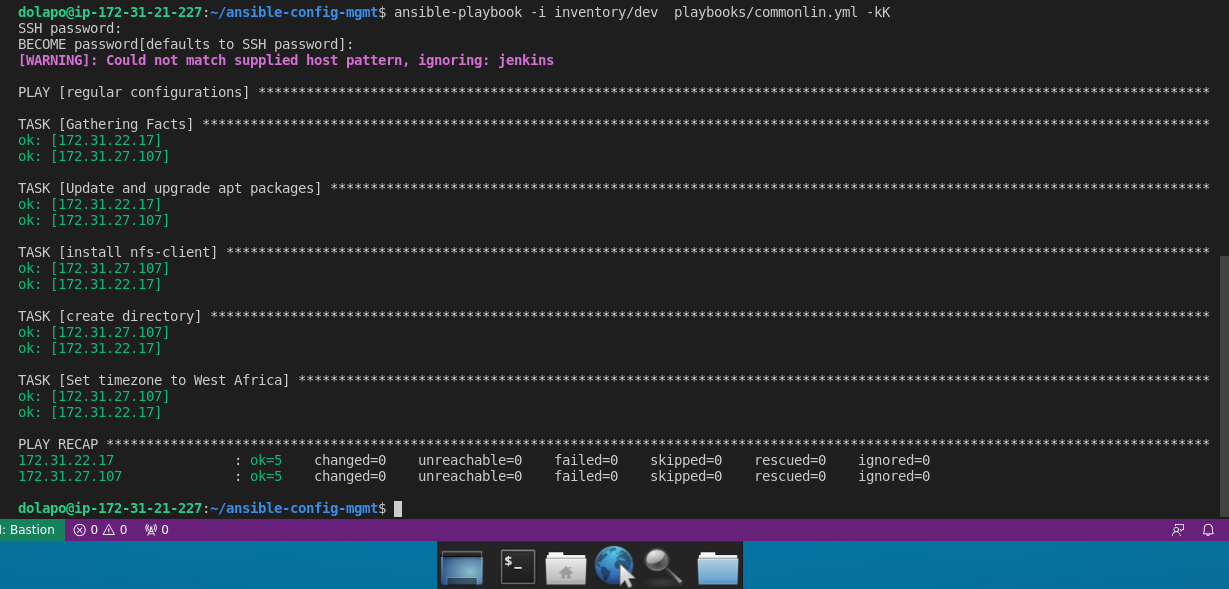 dolapo@ip-172-31-21-227:~/ansible-config-mgmt$ ansible-playbook -i inventory/dev  playbooks/commonlin.yml -kK
SSH password:
BECOME password[defaults to SSH password]:
[WARNING]: Could not match supplied host pattern, ignoring: jenkins
PLAY [regular configurations] ***********************************************************************************************************************
TASK [Gathering Facts] ******************************************************************************************************************************
ok: [172.31.22.17]
ok: [172.31.27.107]
TASK [Update and upgrade apt packages] **************************************************************************************************************
ok: [172.31.22.17]
ok: [172.31.27.107]
TASK [install nfs-client] ***************************************************************************************************************************
ok: [172.31.27.107]
ok: [172.31.22.17]
TASK [create directory] *****************************************************************************************************************************
ok: [172.31.27.107]
ok: [172.31.22.17]
TASK [Set timezone to West Africa] ******************************************************************************************************************
ok: [172.31.27.107]
ok: [172.31.22.17]
PLAY RECAP ******************************************************************************************************************************************
172.31.22.17               : ok=5    changed=0    unreachable=0    failed=0    skipped=0    rescued=0    ignored=0
172.31.27.107              : ok=5    changed=0    unreachable=0    failed=0    skipped=0    rescued=0    ignored=0
dolapo@ip-172-31-21-227:~/ansible-config-mgmt$
: Bastion 0 0 0
$_